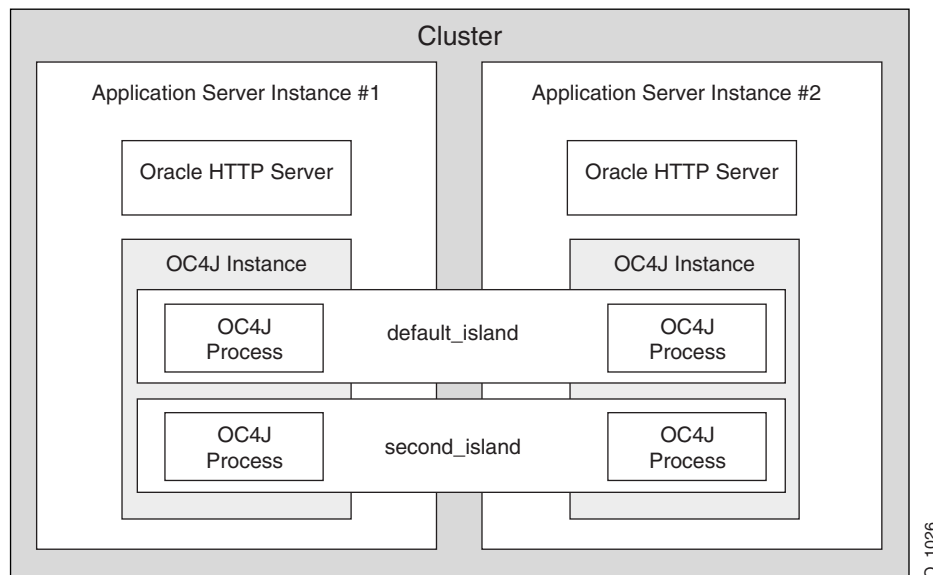 Cluster
Application Server Instance #1
Application Server Instance #2
Oracle HTTP Server
Oracle HTTP Server
OC4J Instance
OC4J Instance
OC4J
Process
default_island
OC4J
Process
OC4J
Process
second_island
OC4J
Process
O_1026